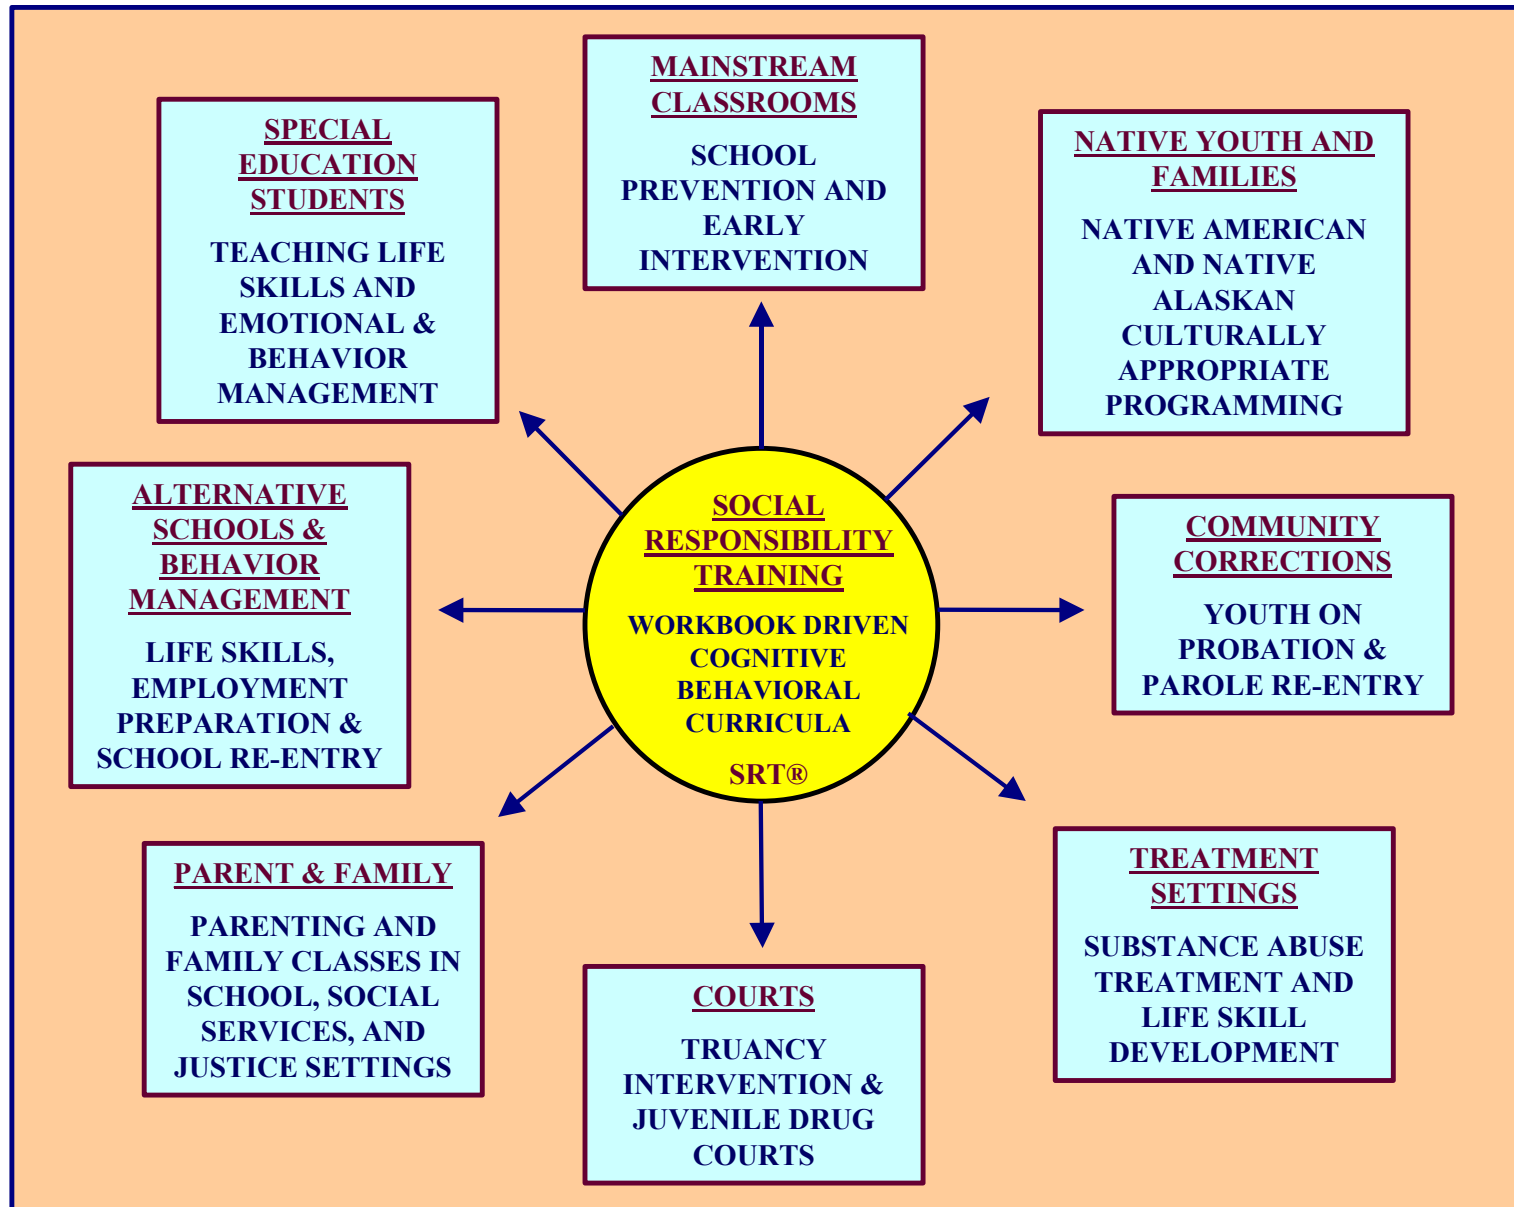 MAINSTREAM
CLASSROOMS
SCHOOL
PREVENTION AND
EARLY
INTERVENTION
SPECIAL
EDUCATION
STUDENTS
TEACHING LIFE
SKILLS AND
EMOTIONAL &
BEHAVIOR
MANAGEMENT
NATIVE YOUTH AND
FAMILIES
NATIVE AMERICAN
AND NATIVE
ALASKAN
CULTURALLY
APPROPRIATE
PROGRAMMING
ALTERNATIVE
SCHOOLS &
BEHAVIOR
MANAGEMENT
LIFE SKILLS,
EMPLOYMENT
PREPARATION &
SCHOOL RE-ENTRY
SOCIAL
RESPONSIBILITY
TRAINING
WORKBOOK DRIVEN
COGNITIVE
BEHAVIORAL
CURRICULA
SRT®
COMMUNITY
CORRECTIONS
YOUTH ON
PROBATION &
PAROLE RE-ENTRY
PARENT & FAMILY
PARENTING AND
FAMILY CLASSES IN
SCHOOL, SOCIAL
SERVICES, AND
JUSTICE SETTINGS
COURTS
TRUANCY
INTERVENTION &
JUVENILE DRUG
COURTS
TREATMENT
SETTINGS
SUBSTANCE ABUSE
TREATMENT AND
LIFE SKILL
DEVELOPMENT